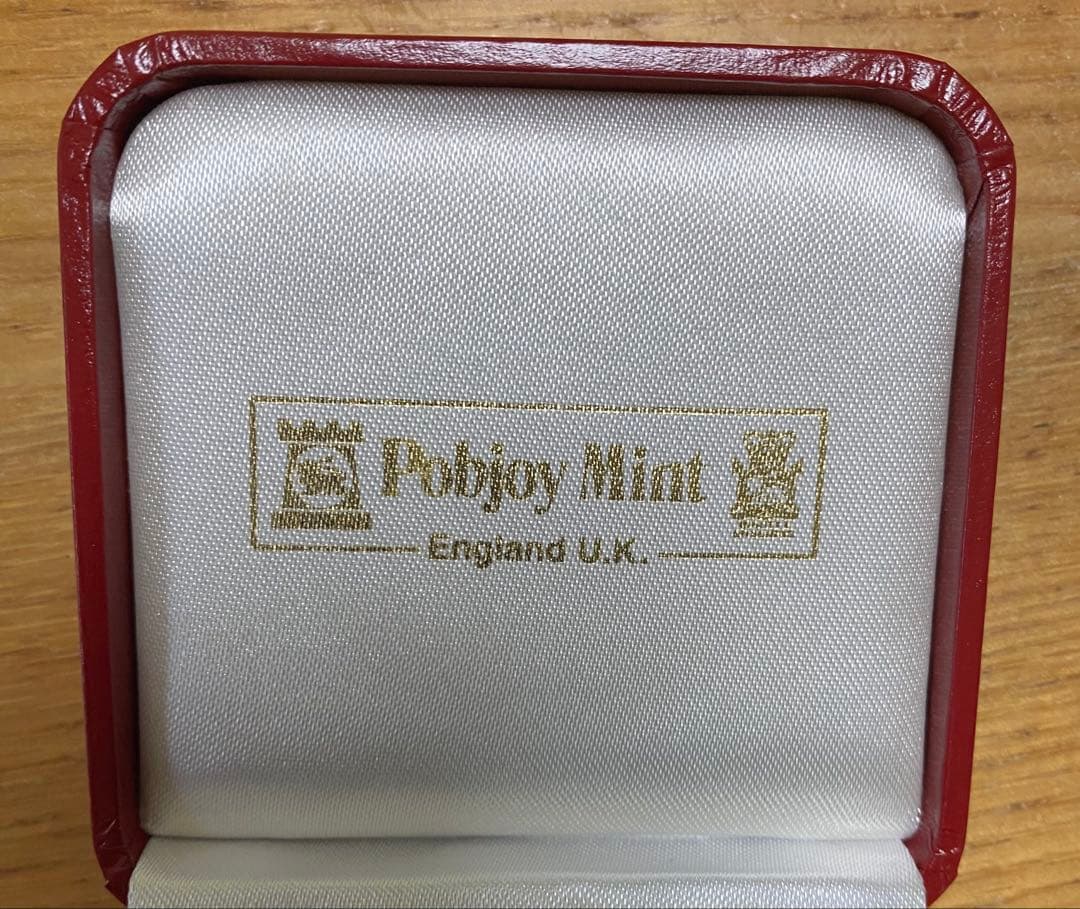 Pobjoy Mint
England U.K.